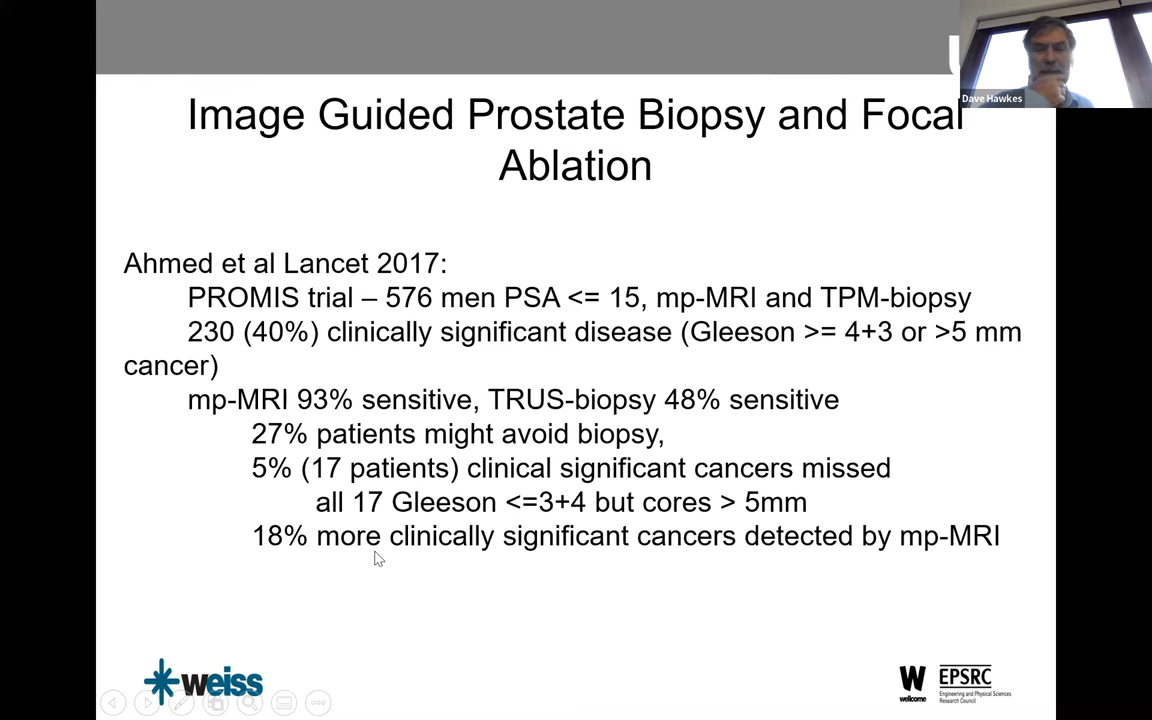 Image Guided Prostate Biopsy and Focal
Ablation
Dave Hawkes
Ahmed et al Lancet 2017:
PROMIS trial – 576 men PSA <= 15, mp-MRI and TPM-biopsy
230 (40%) clinically significant disease (Gleeson >= 4+3 or >5 mm
cancer)
mp-MRI 93% sensitive, TRUS-biopsy 48% sensitive
27% patients might avoid biopsy,
5% (17 patients) clinical significant cancers missed
all 17 Gleeson <=3+4 but cores > 5mm
18% more clinically significant cancers detected by mp-MRI
weiss
W
wellcome
EPSRC
Engineering and Physical Sciences
Research Council